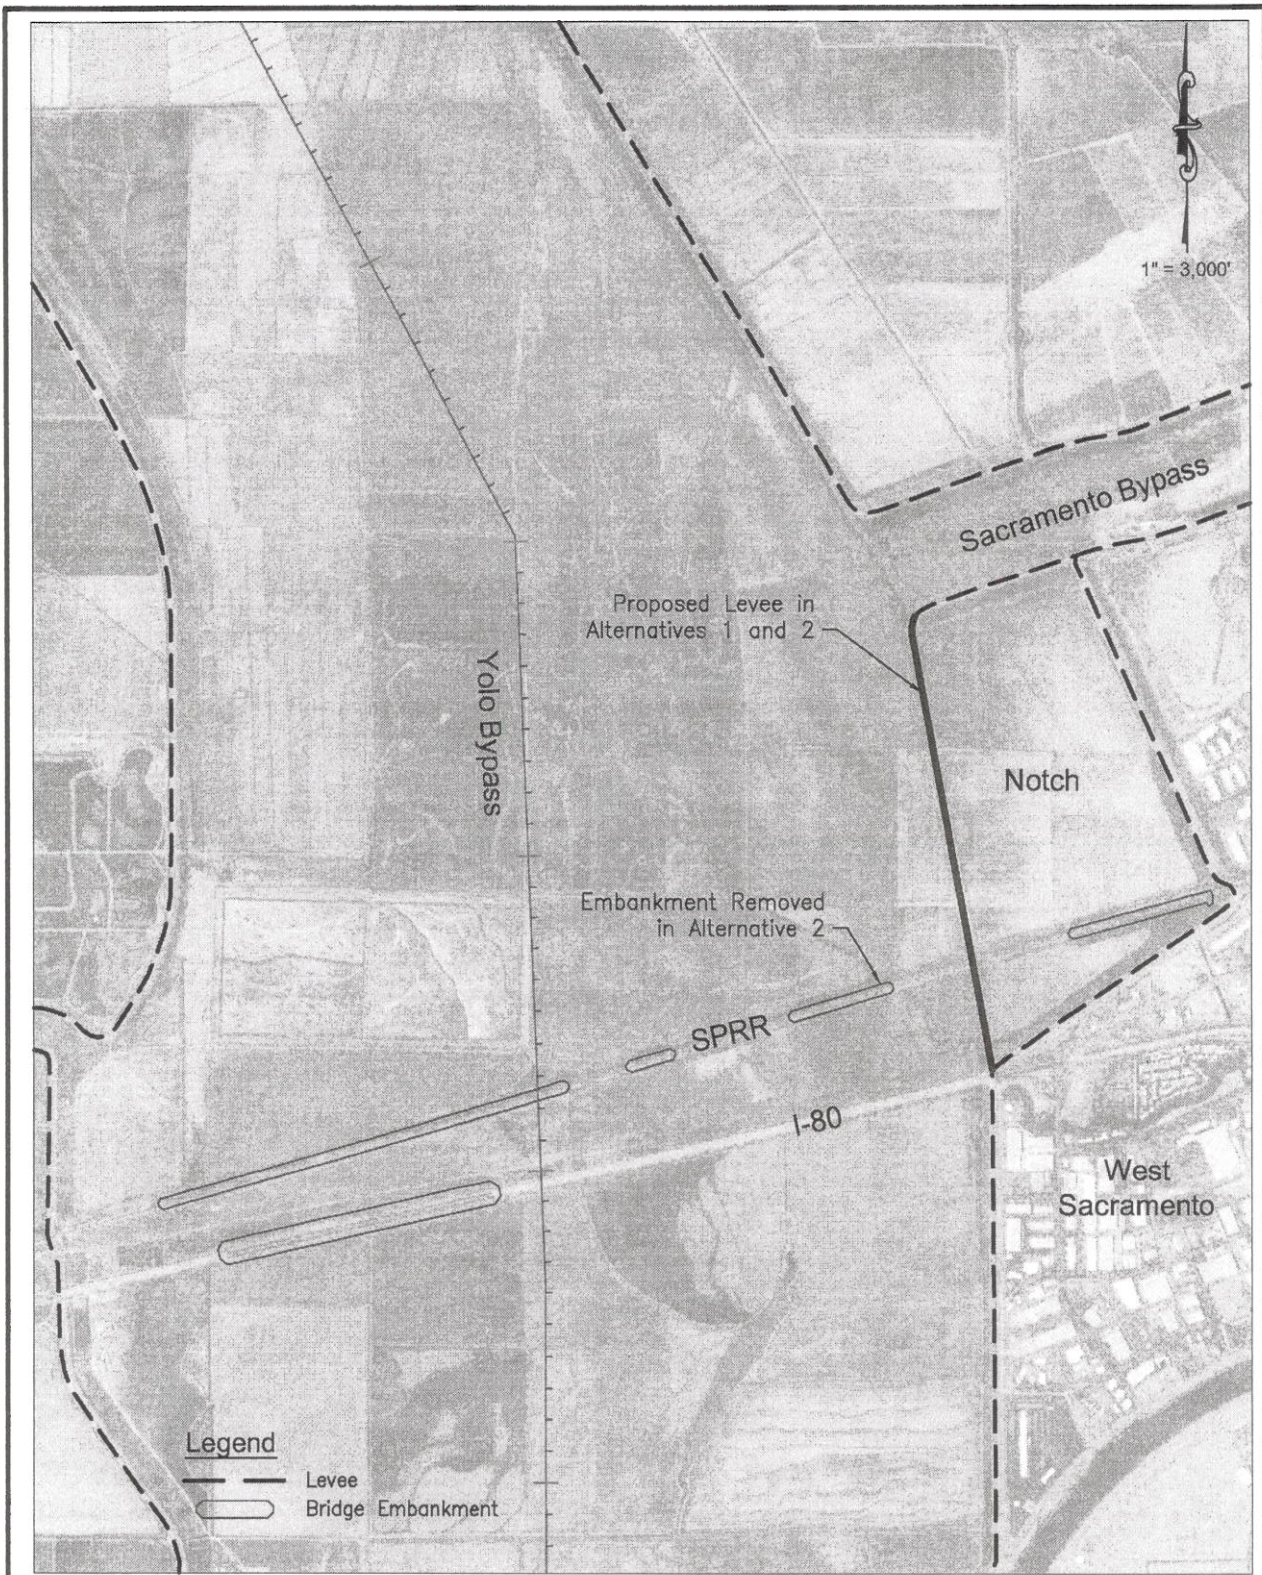 1" = 3,000'
Sacramento Bypass
Proposed Levee in
Alternatives 1 and 2
Yolo Bypass
Notch
Embankment Removed
in Alternative 2
SPRR
I-80
West
Sacramento
Legend
Levee
Bridge Embankment